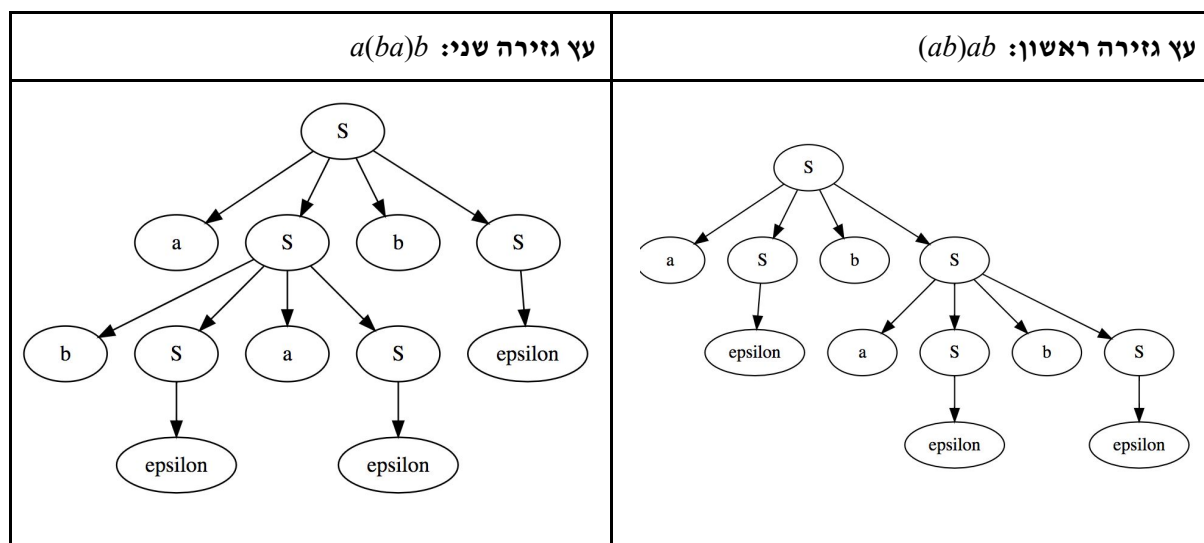 עץ גזירה ראשון: (ab)ab
עץ גזירה שני: a(ba)b
S
a S b S
epsilon a S b S
epsilon epsilon
S
a S b S
b S a S epsilon
epsilon epsilon